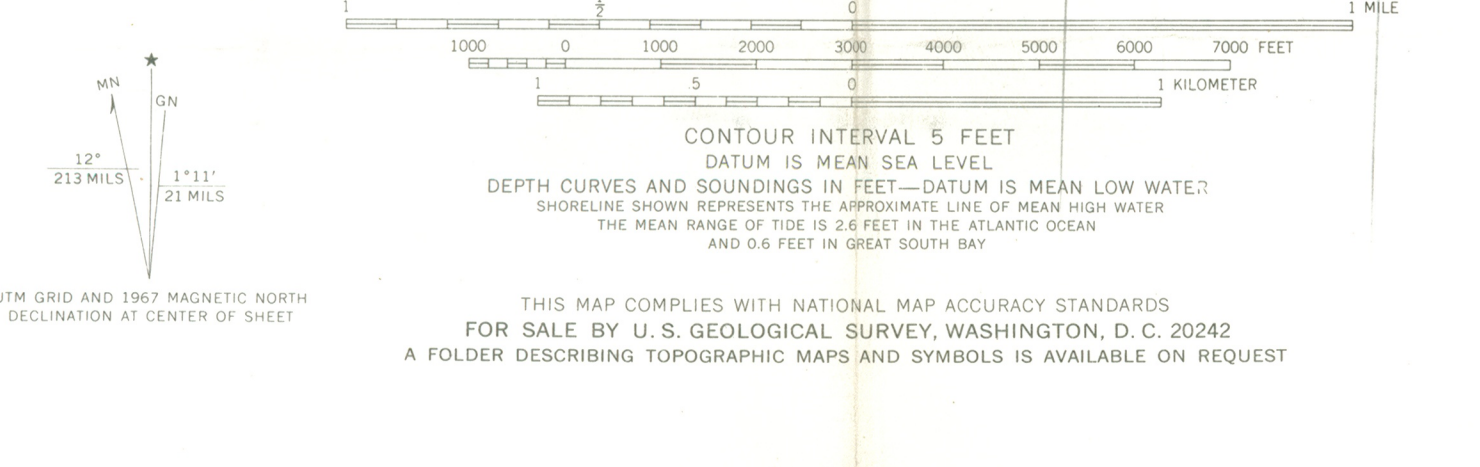 1 ½ 0 1 MILE
1000 0 1000 2000 3000 4000 5000 6000 7000 FEET
1 .5 0 1 KILOMETER
★
MN
GN
12°
213 MILS
1°11′
21 MILS
UTM GRID AND 1967 MAGNETIC NORTH
DECLINATION AT CENTER OF SHEET
CONTOUR INTERVAL 5 FEET
DATUM IS MEAN SEA LEVEL
DEPTH CURVES AND SOUNDINGS IN FEET—DATUM IS MEAN LOW WATER
SHORELINE SHOWN REPRESENTS THE APPROXIMATE LINE OF MEAN HIGH WATER
THE MEAN RANGE OF TIDE IS 2.6 FEET IN THE ATLANTIC OCEAN
AND 0.6 FEET IN GREAT SOUTH BAY
THIS MAP COMPLIES WITH NATIONAL MAP ACCURACY STANDARDS
FOR SALE BY U. S. GEOLOGICAL SURVEY, WASHINGTON, D. C. 20242
A FOLDER DESCRIBING TOPOGRAPHIC MAPS AND SYMBOLS IS AVAILABLE ON REQUEST